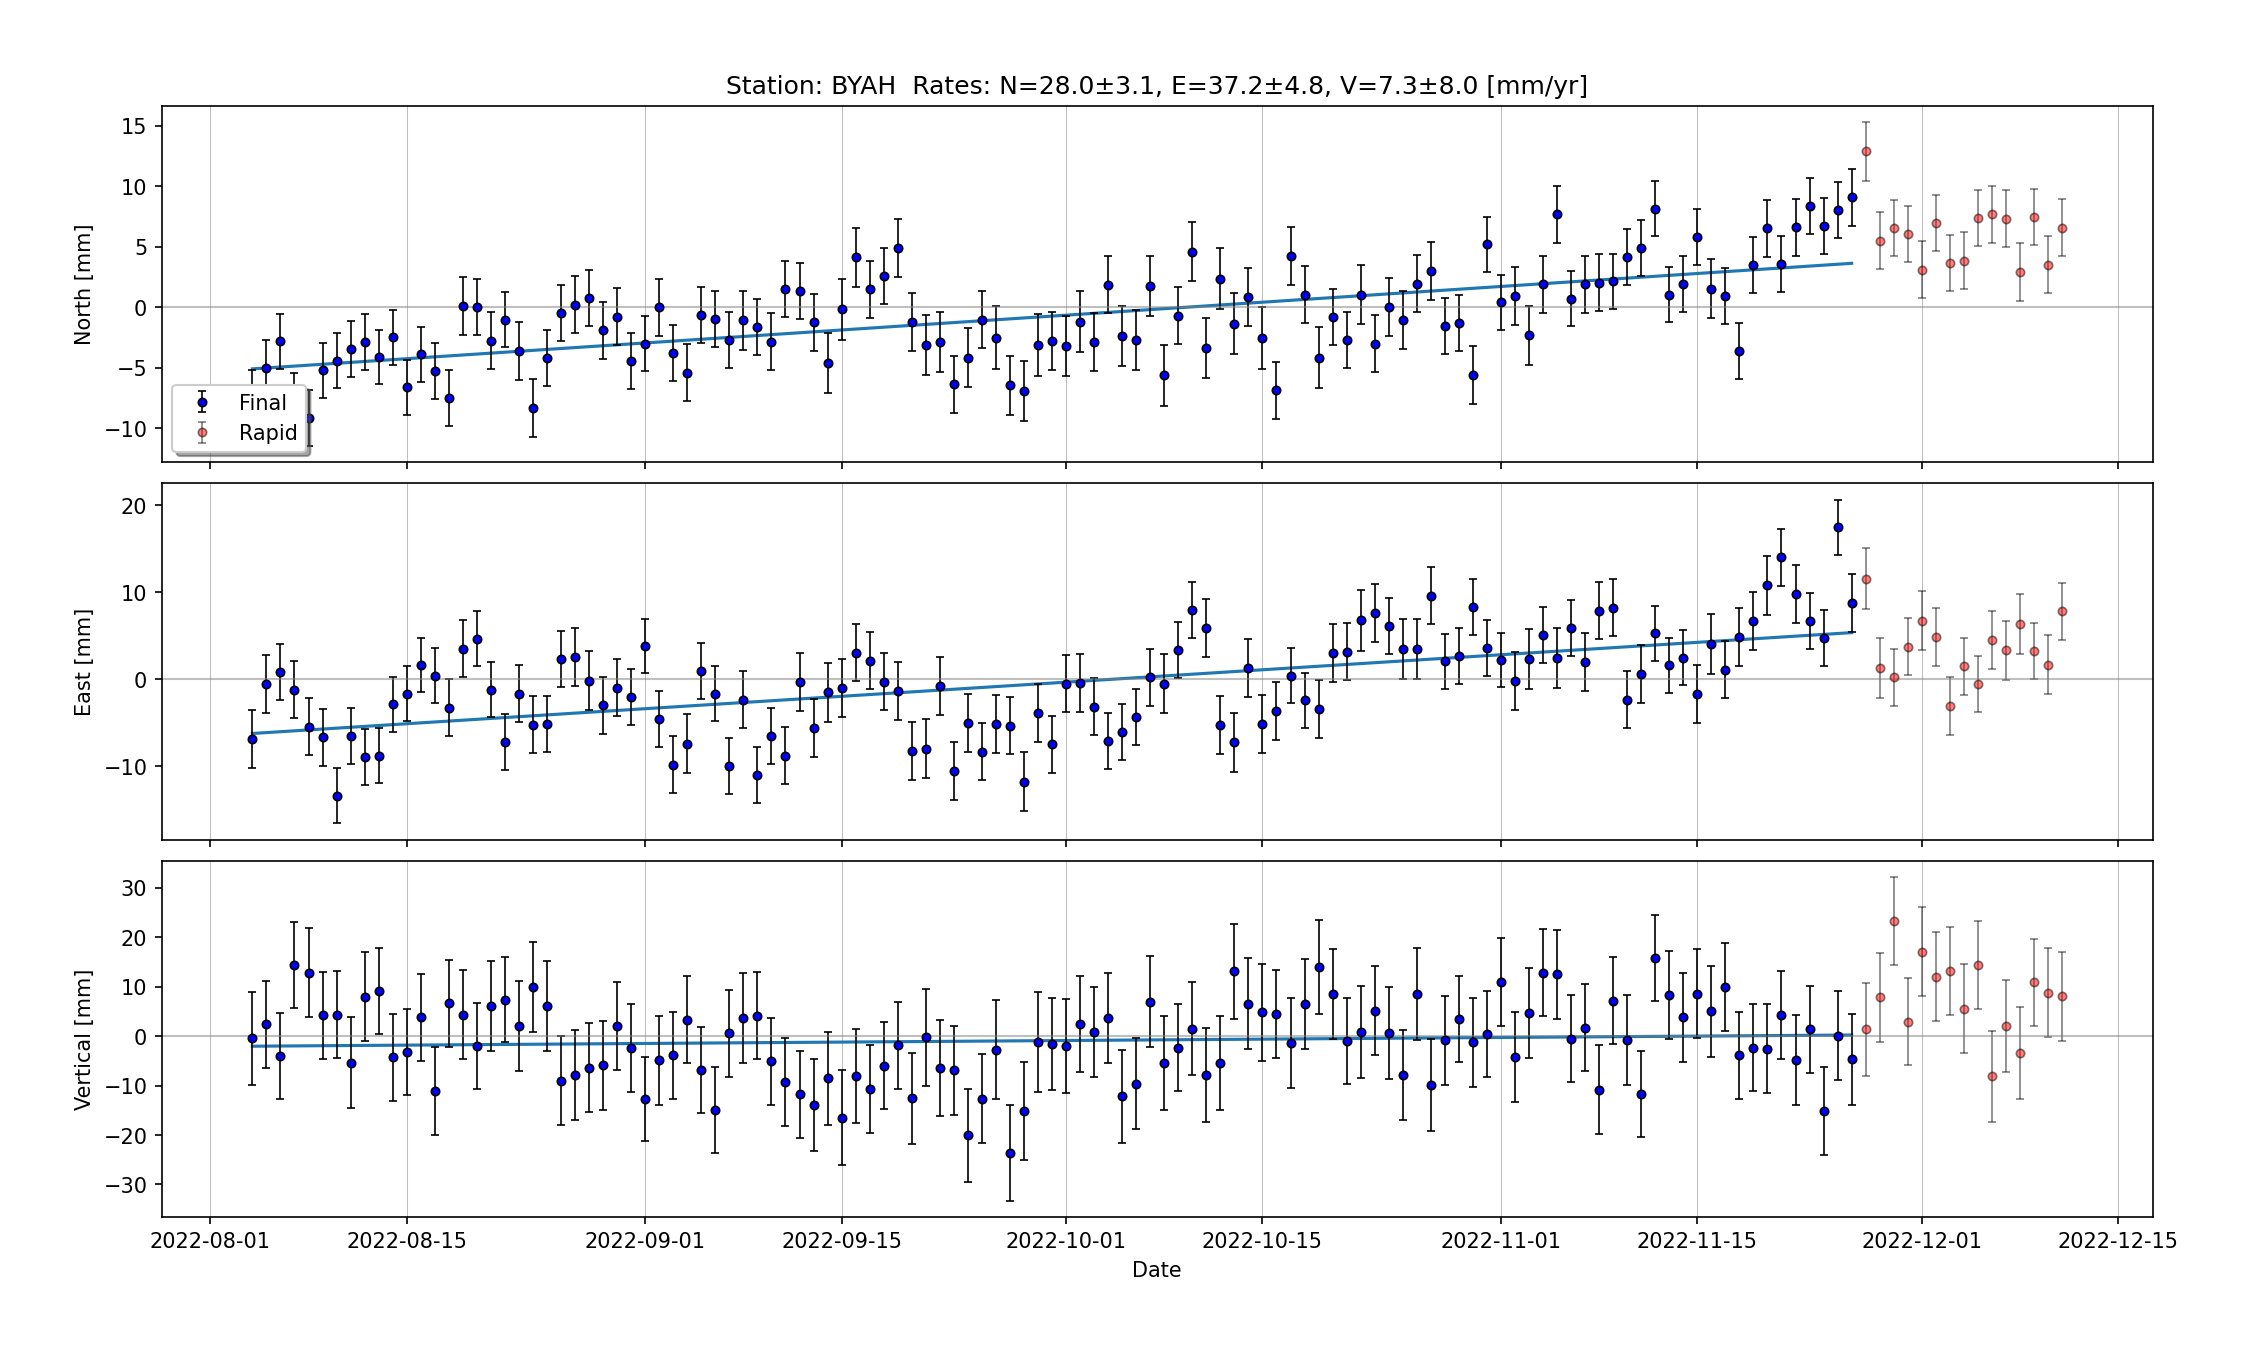 Station: BYAH  Rates: N=28.0±3.1, E=37.2±4.8, V=7.3±8.0 [mm/yr]
15
10
5
0
−5
−10
North [mm]
Final
Rapid
20
10
0
−10
East [mm]
30
20
10
0
−10
−20
−30
Vertical [mm]
2022-08-01 2022-08-15 2022-09-01 2022-09-15 2022-10-01 2022-10-15 2022-11-01 2022-11-15 2022-12-01 2022-12-15
Date